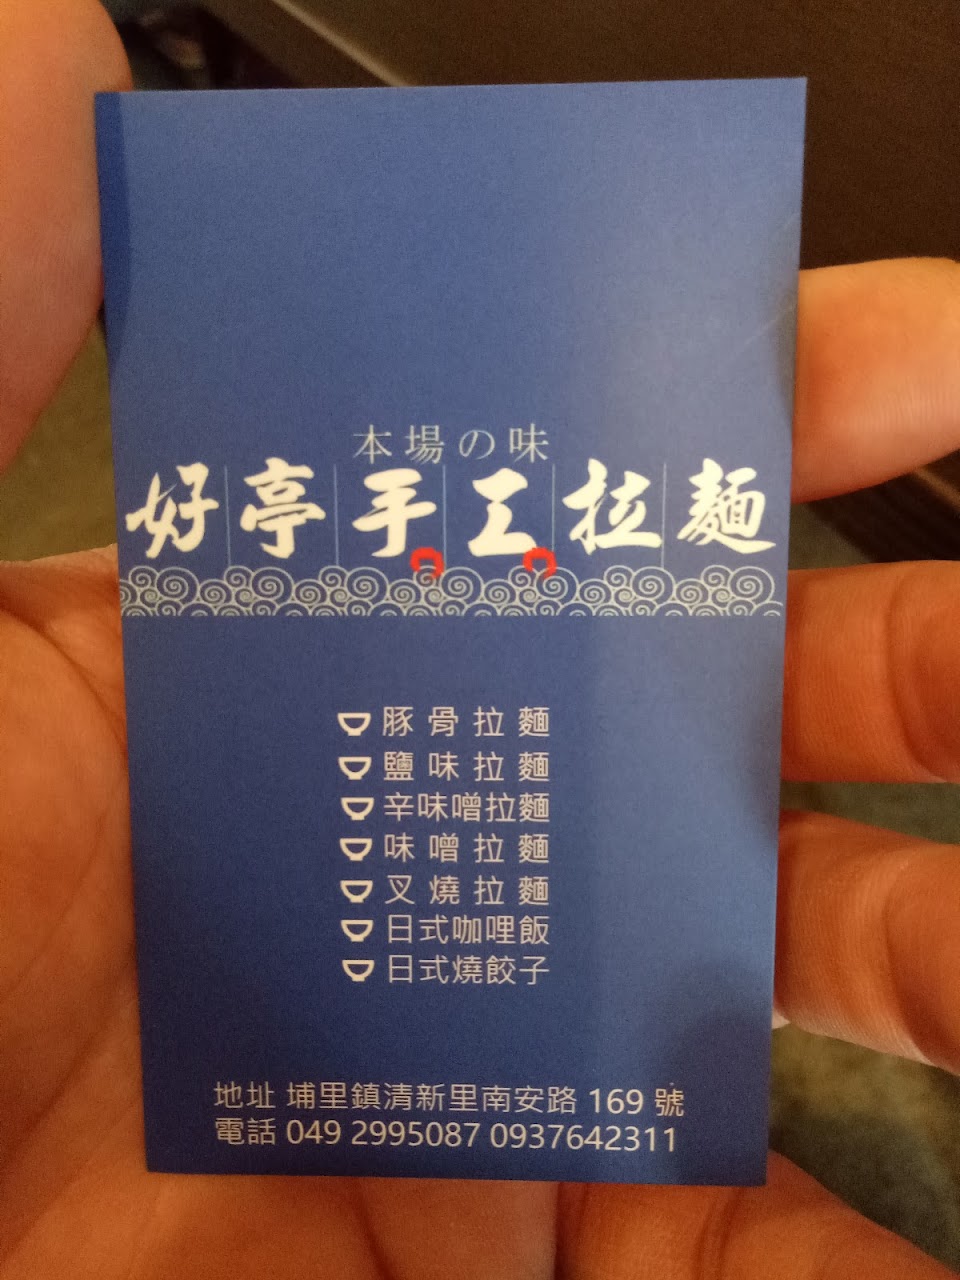 本場の味
好亭手工拉麵
豚骨拉麵
鹽味拉麵
辛味噌拉麵
味噌拉麵
叉燒拉麵
日式咖哩飯
日式燒餃子
地址 埔里鎮清新里南安路 169 號
電話 049 2995087 0937642311